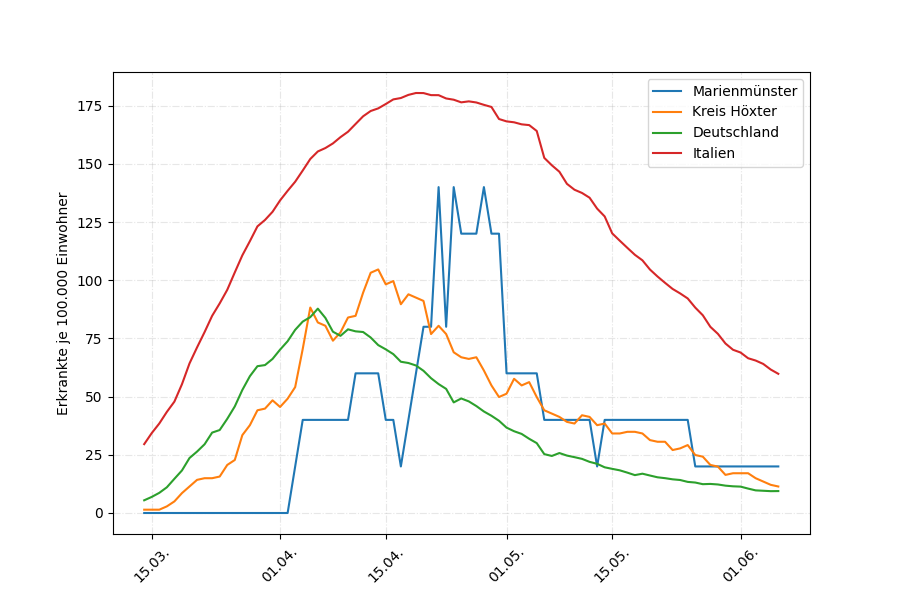 Marienmünster
Kreis Höxter
Deutschland
Italien
Erkrankte je 100.000 Einwohner
175
150
125
100
75
50
25
0
15.03.
01.04.
15.04.
01.05.
15.05.
01.06.